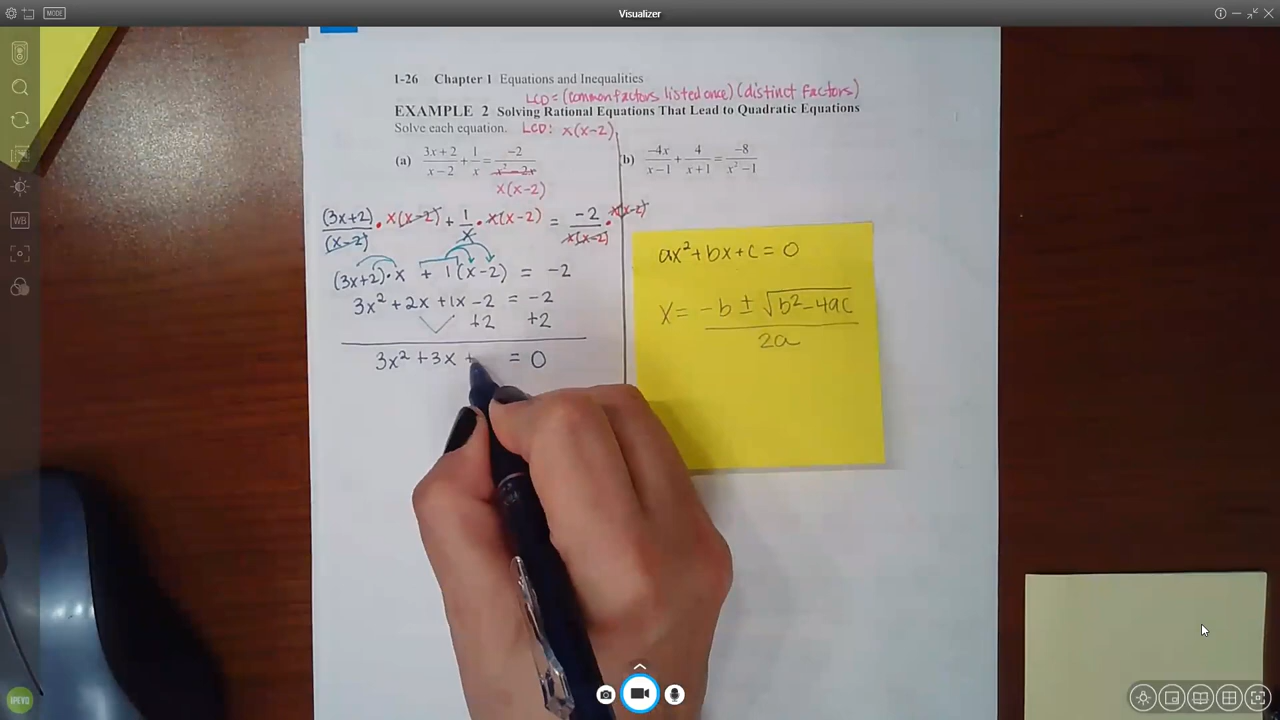 MODE
Visualizer
1-26 Chapter 1 Equations and Inequalities
LCD = (common factors listed once) (distinct factors)
EXAMPLE 2 Solving Rational Equations That Lead to Quadratic Equations
Solve each equation. LCD: x(x-2)
(a) (3x + 2)/(x − 2) + 1/x = −2/(x² − 2x)
x(x-2)
(b) −4x/(x − 1) + 4/(x + 1) = −8/(x² − 1)
(3x+2)/(x-2) • x(x-2) + 1/x • x(x-2) = -2/x(x-2) • x(x-2)
(3x+2)•x + 1(x-2) = -2
3x² + 2x + 1x - 2 = -2
+2 +2
3x² + 3x + = 0
ax² + bx + c = 0
x = -b ± √b² - 4ac
2a
WB
IPEVO